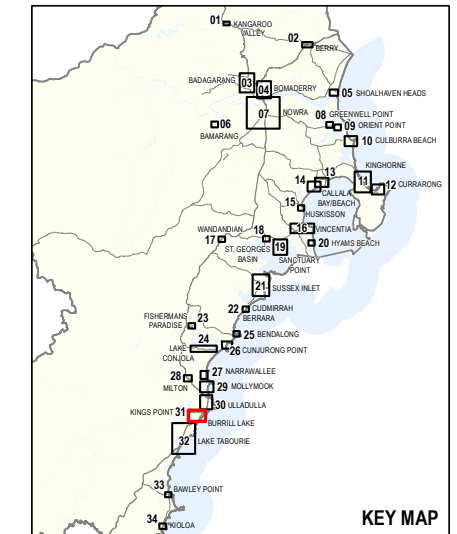 01
KANGAROO
VALLEY
02
BERRY
BADAGARANG
03
04
BOMADERRY
05
SHOALHAVEN HEADS
07
NOWRA
06
BAMARANG
08
GREENWELL POINT
09
ORIENT POINT
10
CULBURRA BEACH
KINGHORNE
11
12
CURRARONG
13
14
CALLALA
BAY/BEACH
15
HUSKISSON
16
VINCENTIA
WANDANDIAN
17
18
ST. GEORGES
BASIN
19
20
HYAMS BEACH
SANCTUARY
POINT
21
SUSSEX INLET
22
CUDMIRRAH
BERRARA
FISHERMANS
PARADISE
23
24
LAKE
CONJOLA
25
BENDALONG
26
CUNJURONG POINT
27
NARRAWALLEE
28
MILTON
29
MOLLYMOOK
30
ULLADULLA
KINGS POINT
31
BURRILL LAKE
32
LAKE TABOURIE
33
BAWLEY POINT
34
KIOLOA
KEY MAP